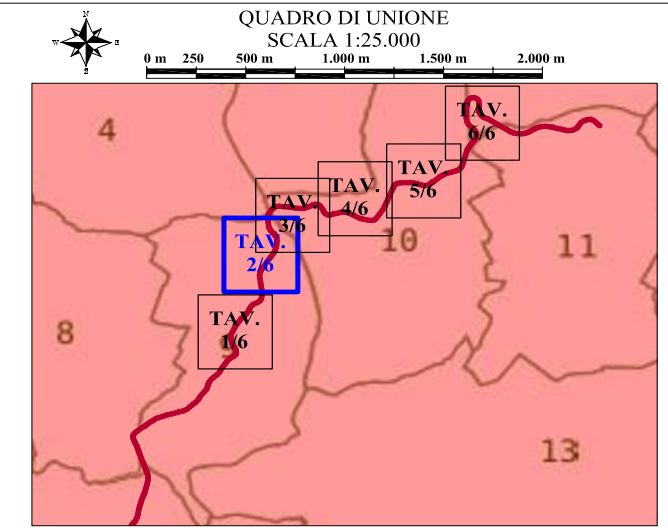 QUADRO DI UNIONE
SCALA 1:25.000
N
W E
S
0 m 250 500 m 1.000 m 1.500 m 2.000 m
4
TAV.
6/6
TAV.
5/6
TAV.
4/6
TAV.
3/6
10
11
TAV.
2/6
8
TAV.
1/6
13